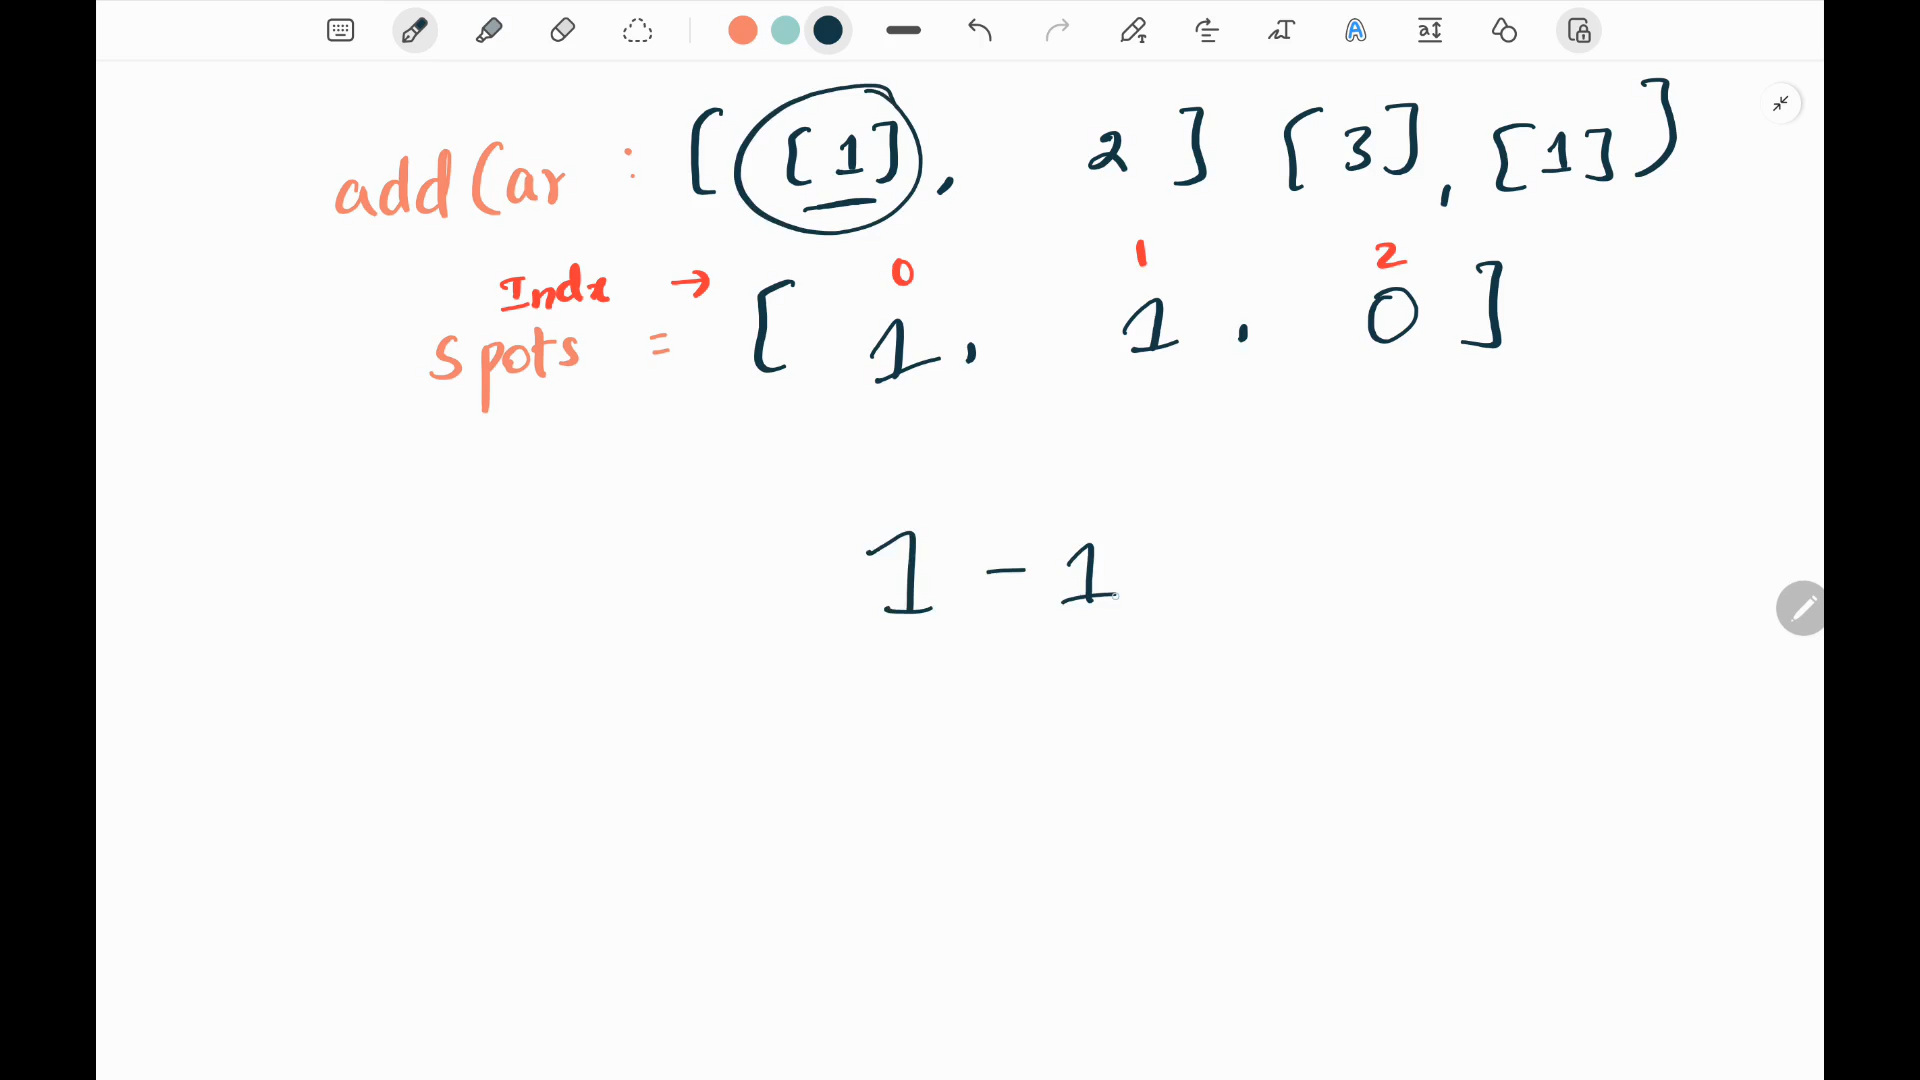 addCar : [ [1], 2 ] [3], [1] ]
Indx → 0 1 2
spots = [ 1, 1, 0 ]
1 - 1